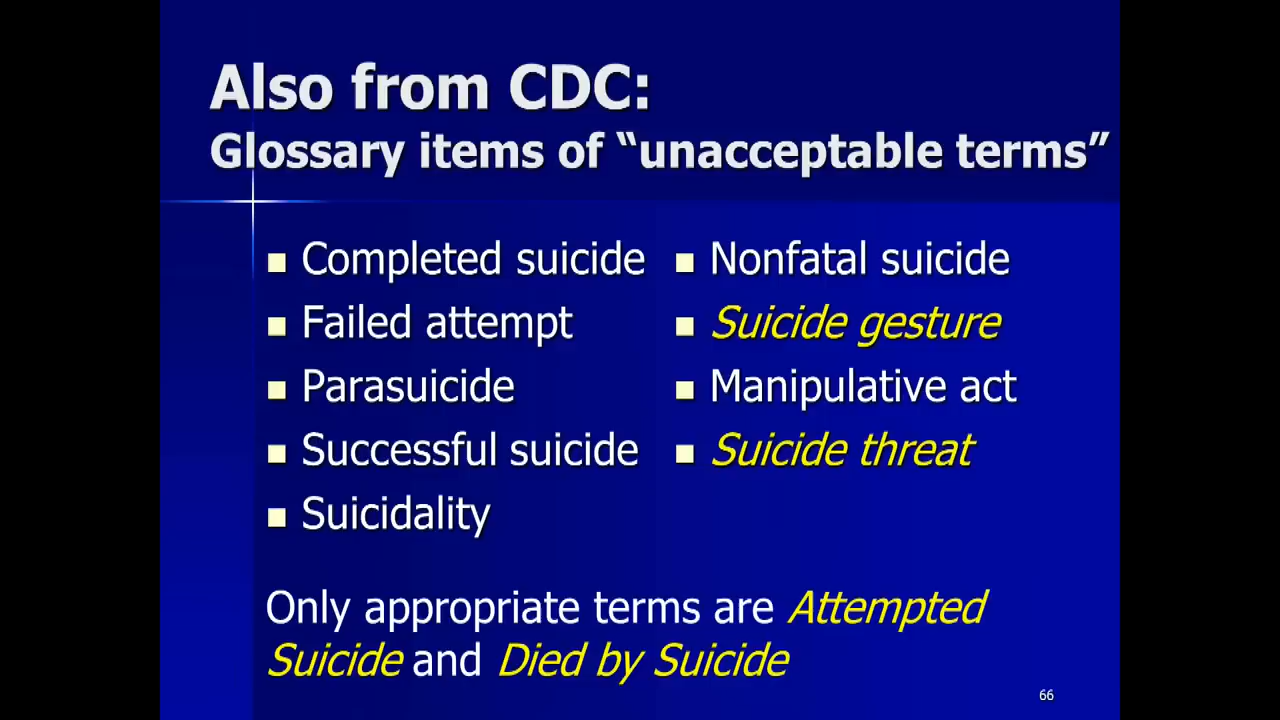 Also from CDC:
Glossary items of “unacceptable terms”
Completed suicide
Failed attempt
Parasuicide
Successful suicide
Suicidality
Nonfatal suicide
Suicide gesture
Manipulative act
Suicide threat
Only appropriate terms are Attempted
Suicide and Died by Suicide
66